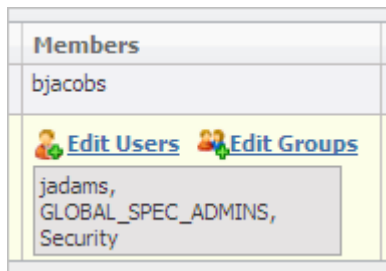 Members
bjacobs
Edit Users Edit Groups
jadams,
GLOBAL_SPEC_ADMINS,
Security